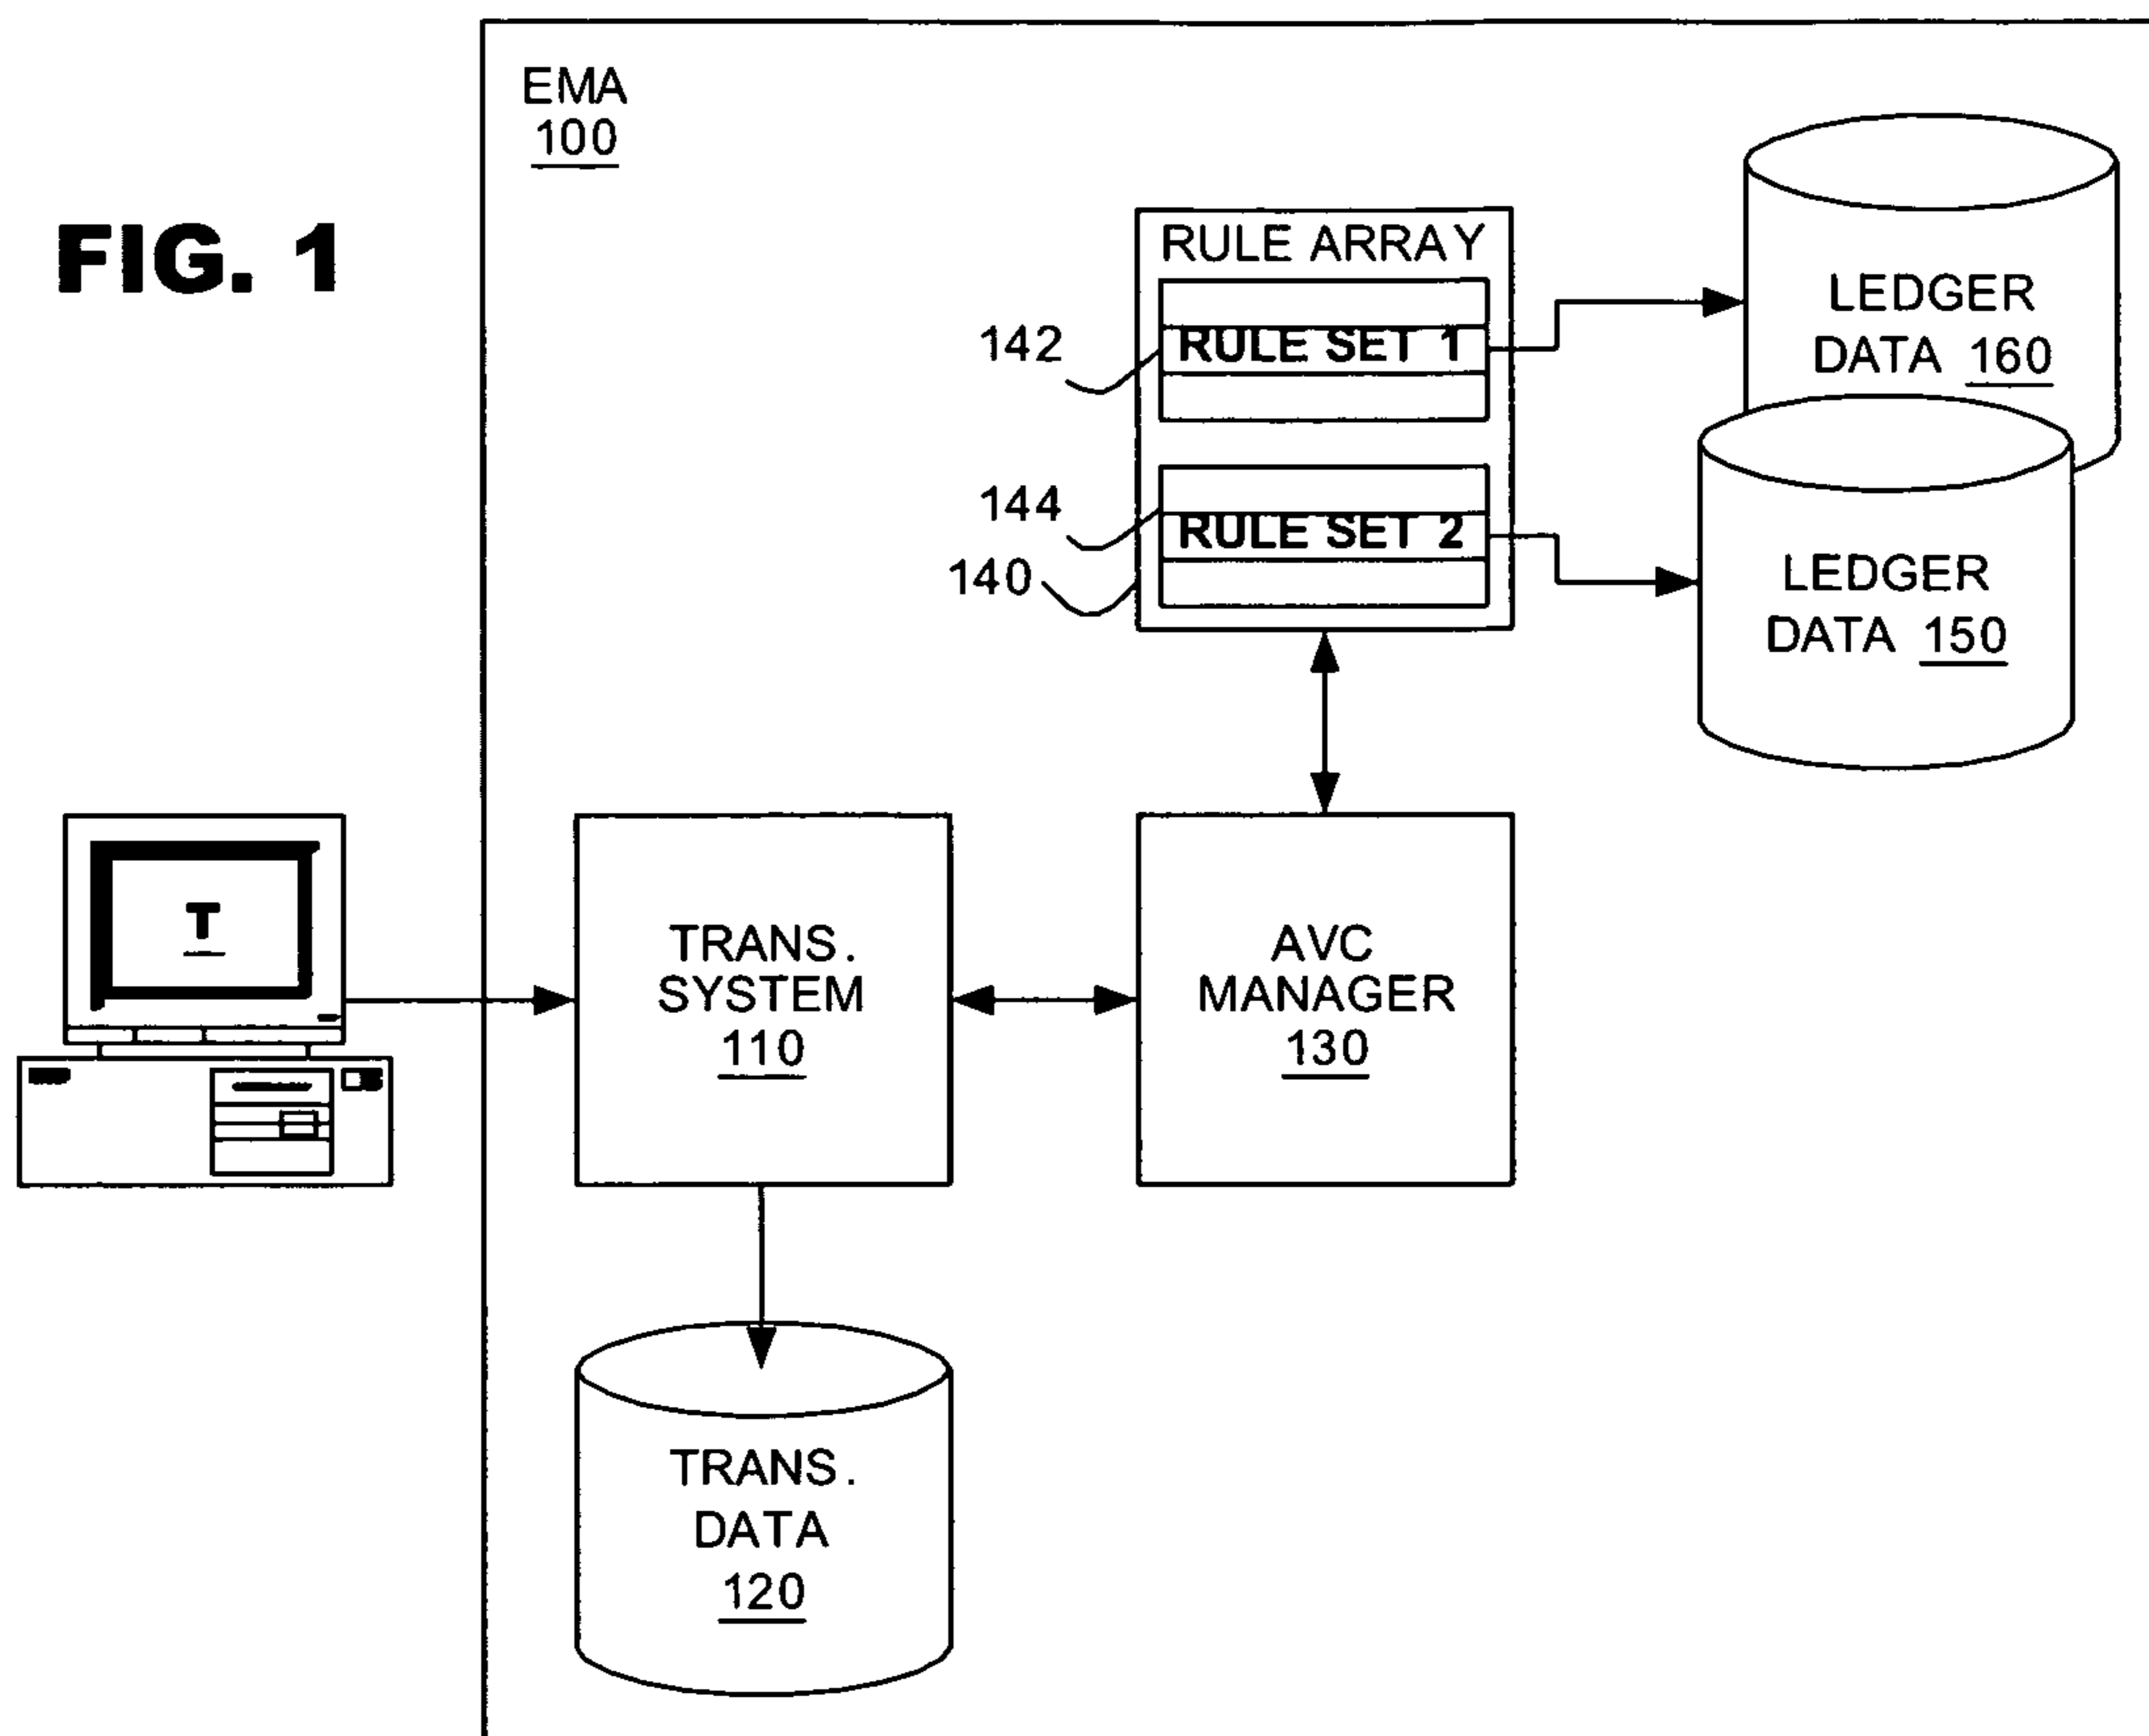 EMA
100
FIG. 1
RULE ARRAY
142
RULE SET 1
144
RULE SET 2
140
LEDGER
DATA 160
LEDGER
DATA 150
T
TRANS.
SYSTEM
110
AVC
MANAGER
130
TRANS.
DATA
120